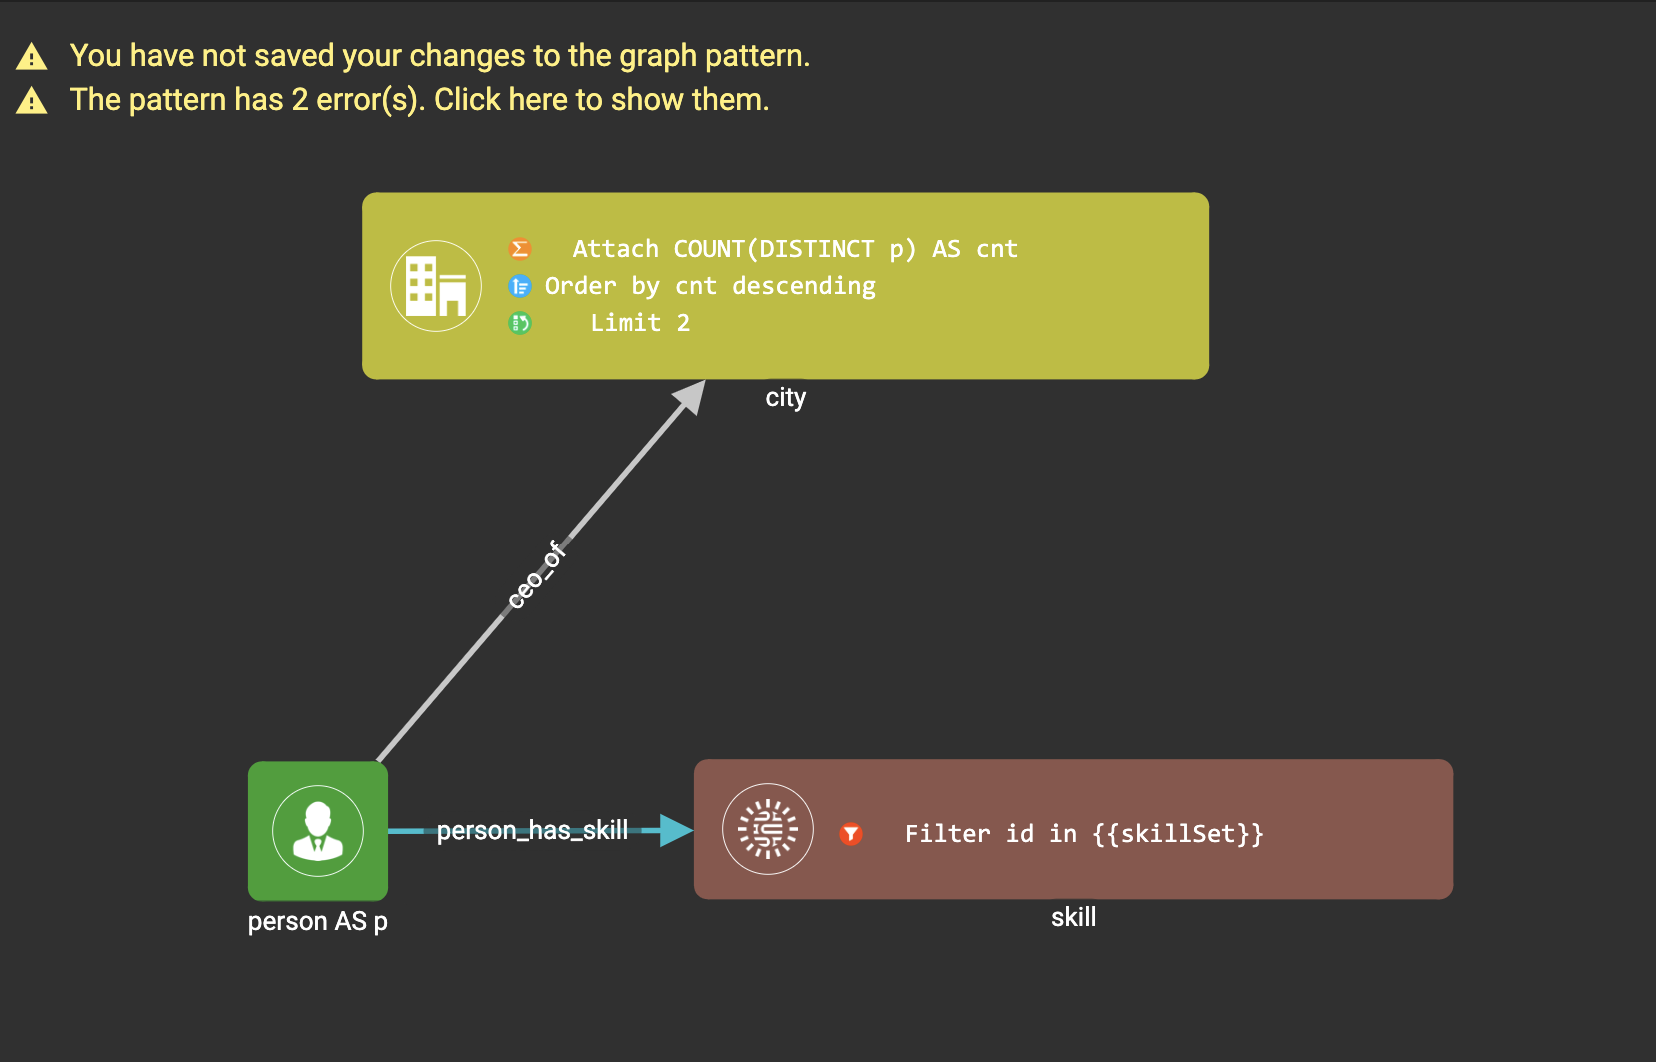 You have not saved your changes to the graph pattern.
The pattern has 2 error(s). Click here to show them.
Attach COUNT(DISTINCT p) AS cnt
Order by cnt descending
Limit 2
city
ceo_of
person_has_skill
Filter id in {{skillSet}}
person AS p
skill